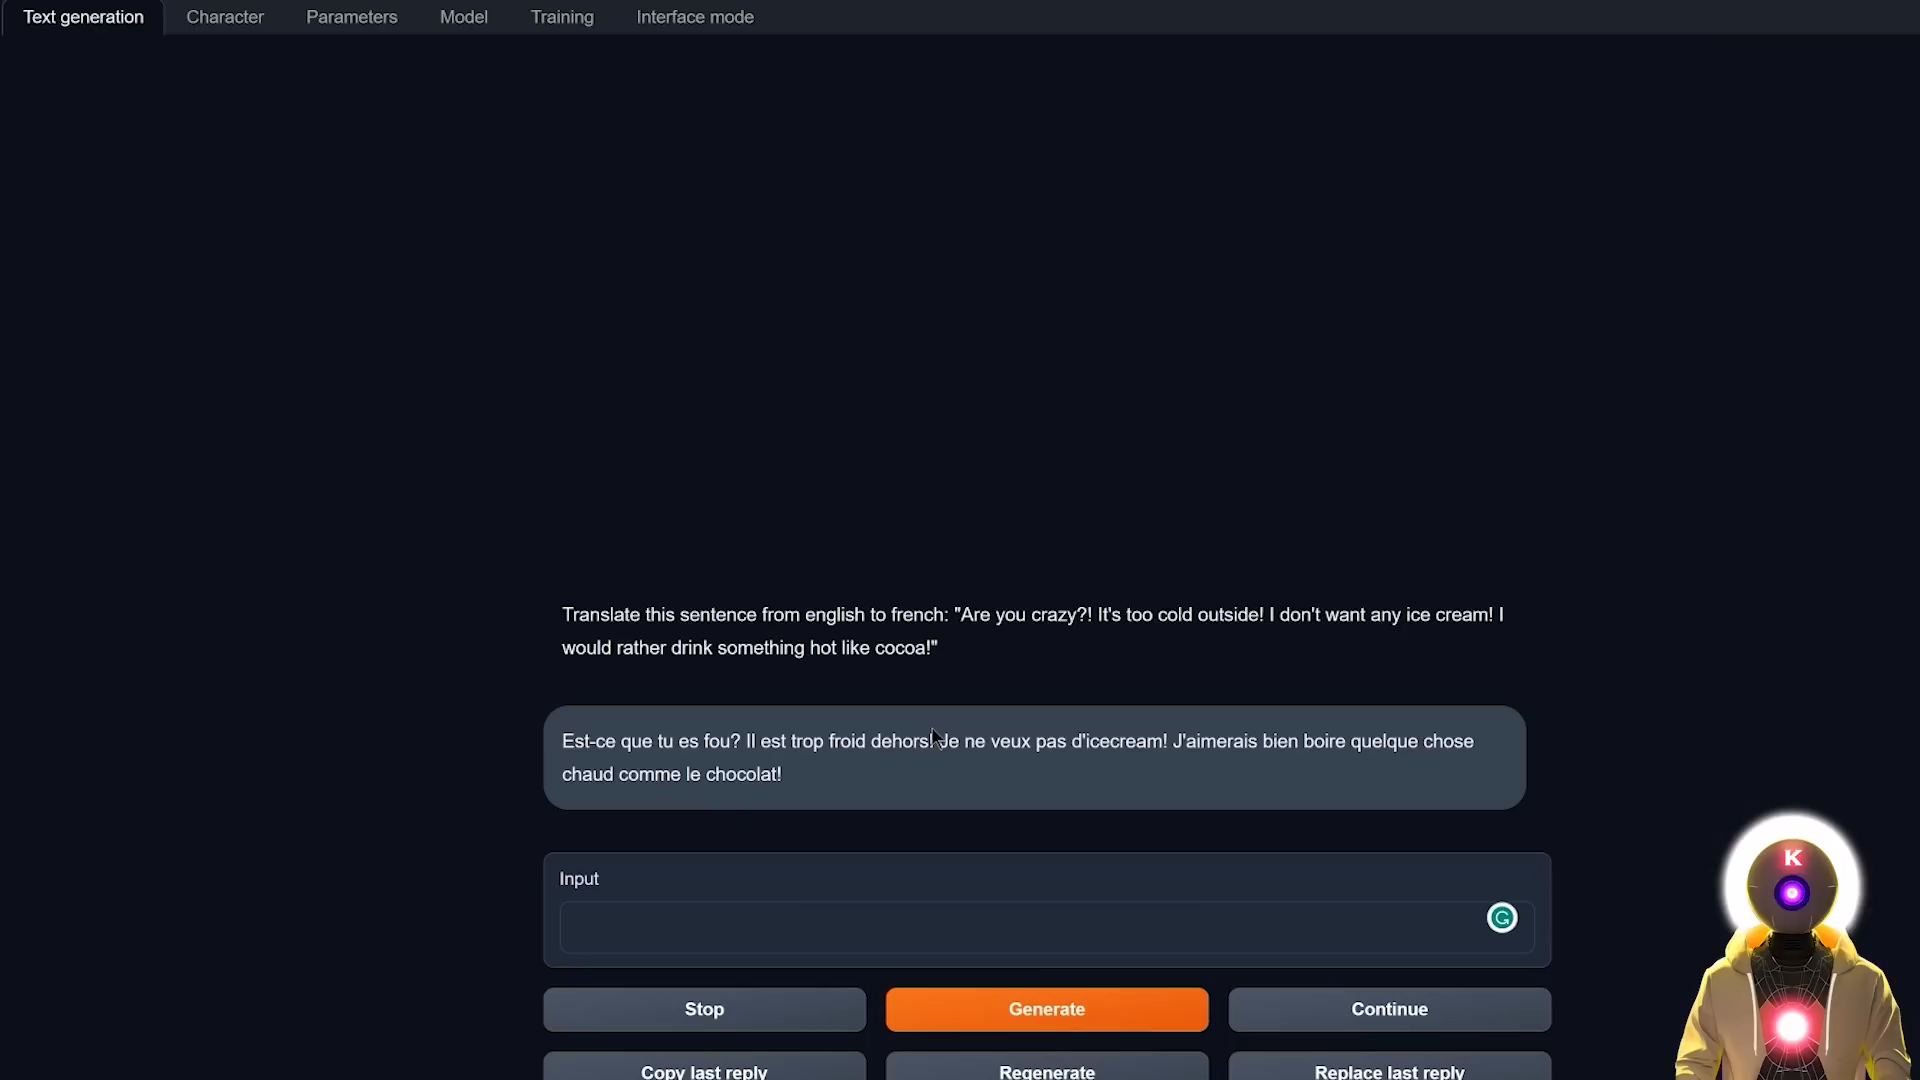 Text generation Character Parameters Model Training Interface mode
Translate this sentence from english to french: "Are you crazy?! It's too cold outside! I don't want any ice cream! I
would rather drink something hot like cocoa!"
Est-ce que tu es fou? Il est trop froid dehors! Je ne veux pas d'icecream! J'aimerais bien boire quelque chose
chaud comme le chocolat!
Input
Stop Generate Continue
Copy last reply Regenerate Replace last reply
K